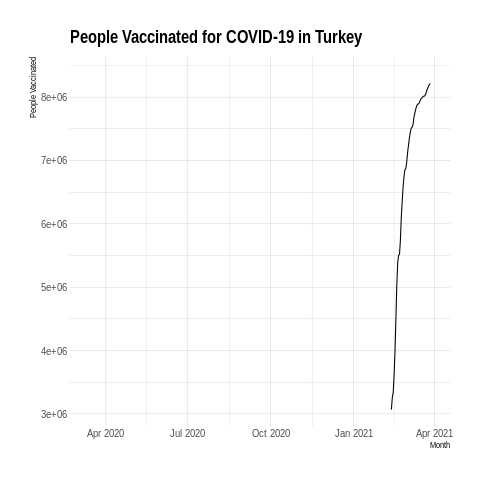 People Vaccinated for COVID-19 in Turkey
People Vaccinated
8e+06
7e+06
6e+06
5e+06
4e+06
3e+06
Apr 2020 Jul 2020 Oct 2020 Jan 2021 Apr 2021
Month